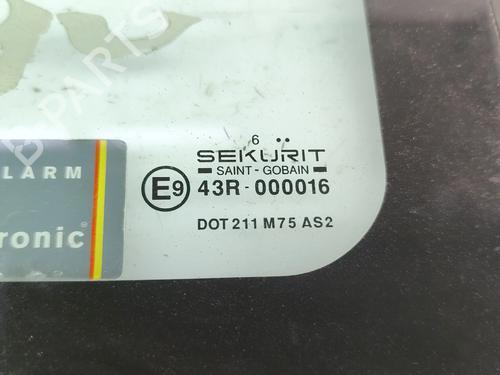 6
SEKURIT
SAINT - GOBAIN
E9 43R - 000016
DOT 211 M75 AS2
LARM
ronic
B-PARTS